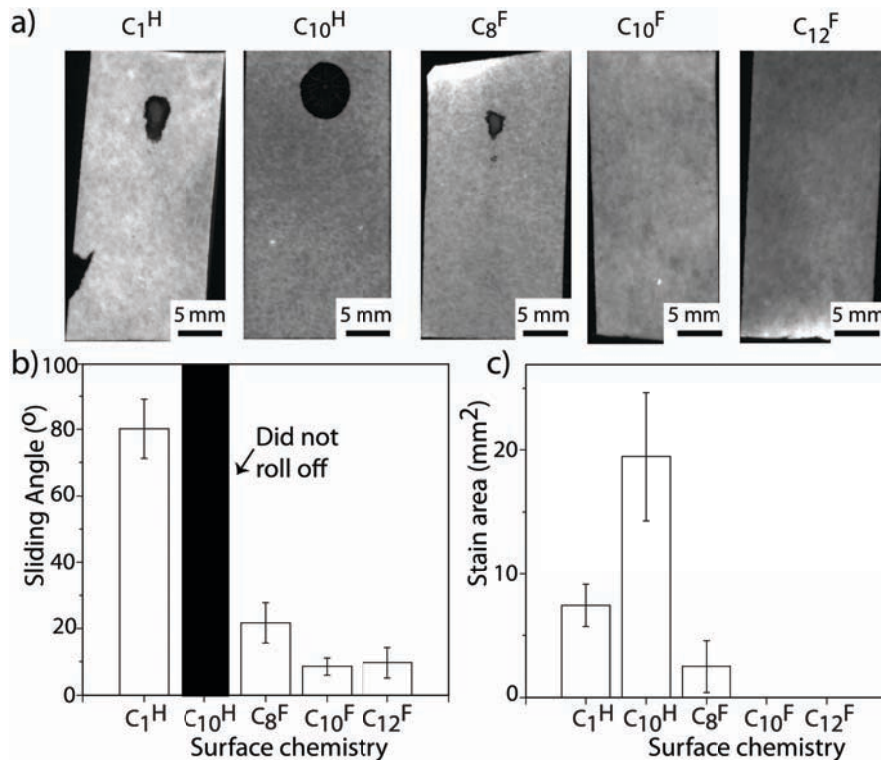 a)
C₁ᴴ C₁₀ᴴ C₈ꟳ C₁₀ꟳ C₁₂ꟳ
5 mm 5 mm 5 mm 5 mm 5 mm
b)
Sliding Angle (º)
100
80
60
40
20
0
Did not
roll off
C₁ᴴ C₁₀ᴴ C₈ꟳ C₁₀ꟳ C₁₂ꟳ
Surface chemistry
c)
Stain area (mm²)
20
10
0
C₁ᴴ C₁₀ᴴ C₈ꟳ C₁₀ꟳ C₁₂ꟳ
Surface chemistry